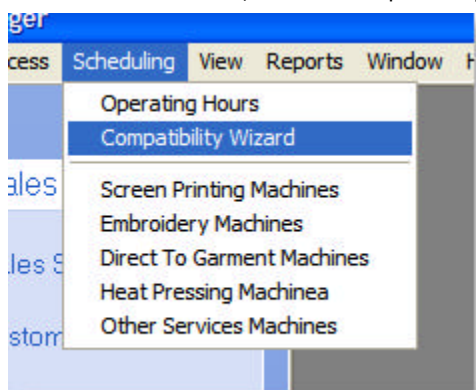 ger
cess Scheduling View Reports Window
Operating Hours
Compatibility Wizard
ales
Screen Printing Machines
Embroidery Machines
les S
Direct To Garment Machines
Heat Pressing Machinea
stom
Other Services Machines